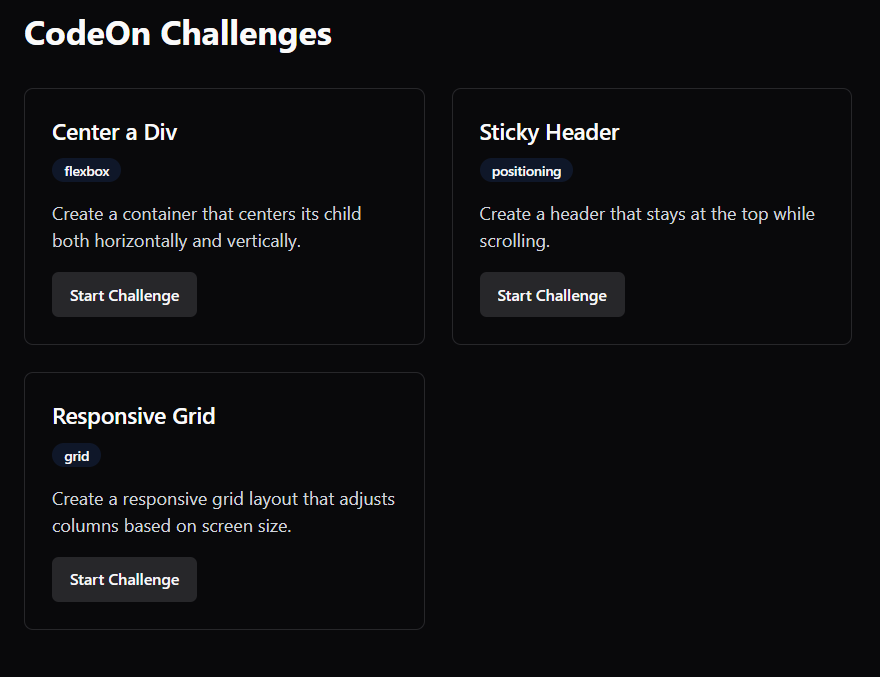 CodeOn Challenges
Center a Div
flexbox
Create a container that centers its child
both horizontally and vertically.
Start Challenge
Sticky Header
positioning
Create a header that stays at the top while
scrolling.
Start Challenge
Responsive Grid
grid
Create a responsive grid layout that adjusts
columns based on screen size.
Start Challenge